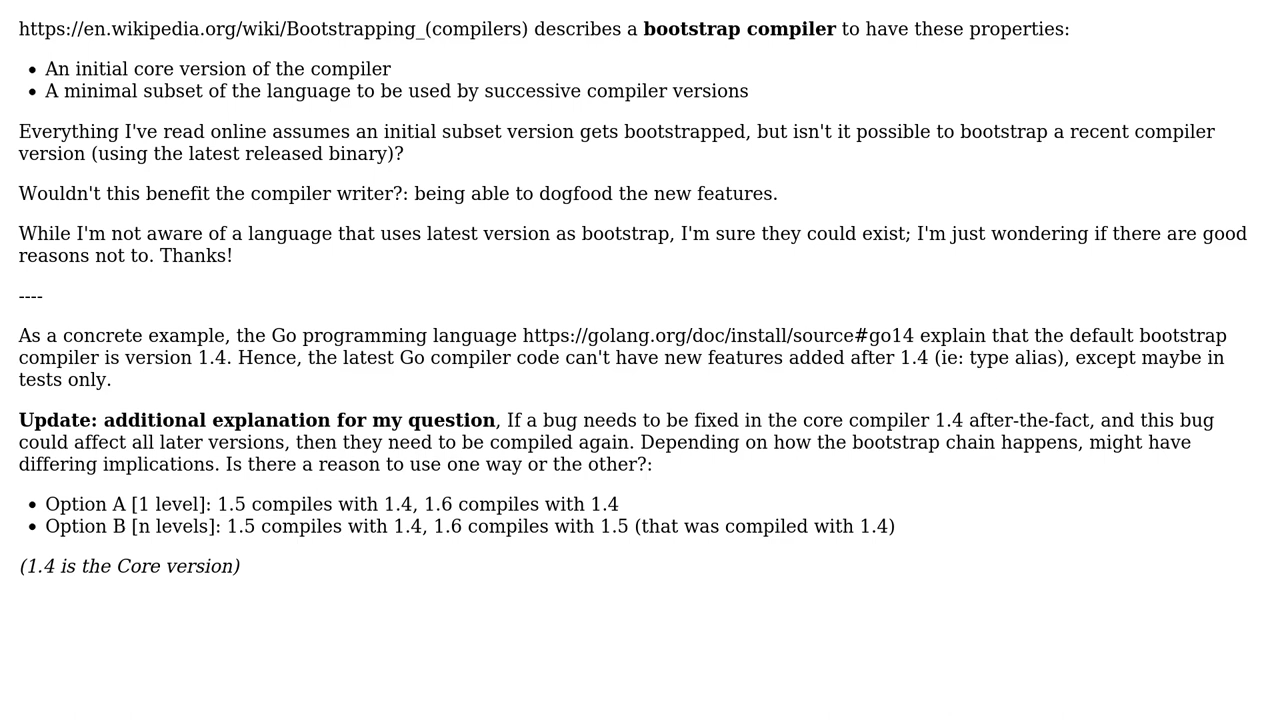 https://en.wikipedia.org/wiki/Bootstrapping_(compilers) describes a bootstrap compiler to have these properties:
• An initial core version of the compiler
• A minimal subset of the language to be used by successive compiler versions
Everything I've read online assumes an initial subset version gets bootstrapped, but isn't it possible to bootstrap a recent compiler
version (using the latest released binary)?
Wouldn't this benefit the compiler writer?: being able to dogfood the new features.
While I'm not aware of a language that uses latest version as bootstrap, I'm sure they could exist; I'm just wondering if there are good
reasons not to. Thanks!
----
As a concrete example, the Go programming language https://golang.org/doc/install/source#go14 explain that the default bootstrap
compiler is version 1.4. Hence, the latest Go compiler code can't have new features added after 1.4 (ie: type alias), except maybe in
tests only.
Update: additional explanation for my question, If a bug needs to be fixed in the core compiler 1.4 after-the-fact, and this bug
could affect all later versions, then they need to be compiled again. Depending on how the bootstrap chain happens, might have
differing implications. Is there a reason to use one way or the other?:
• Option A [1 level]: 1.5 compiles with 1.4, 1.6 compiles with 1.4
• Option B [n levels]: 1.5 compiles with 1.4, 1.6 compiles with 1.5 (that was compiled with 1.4)
(1.4 is the Core version)